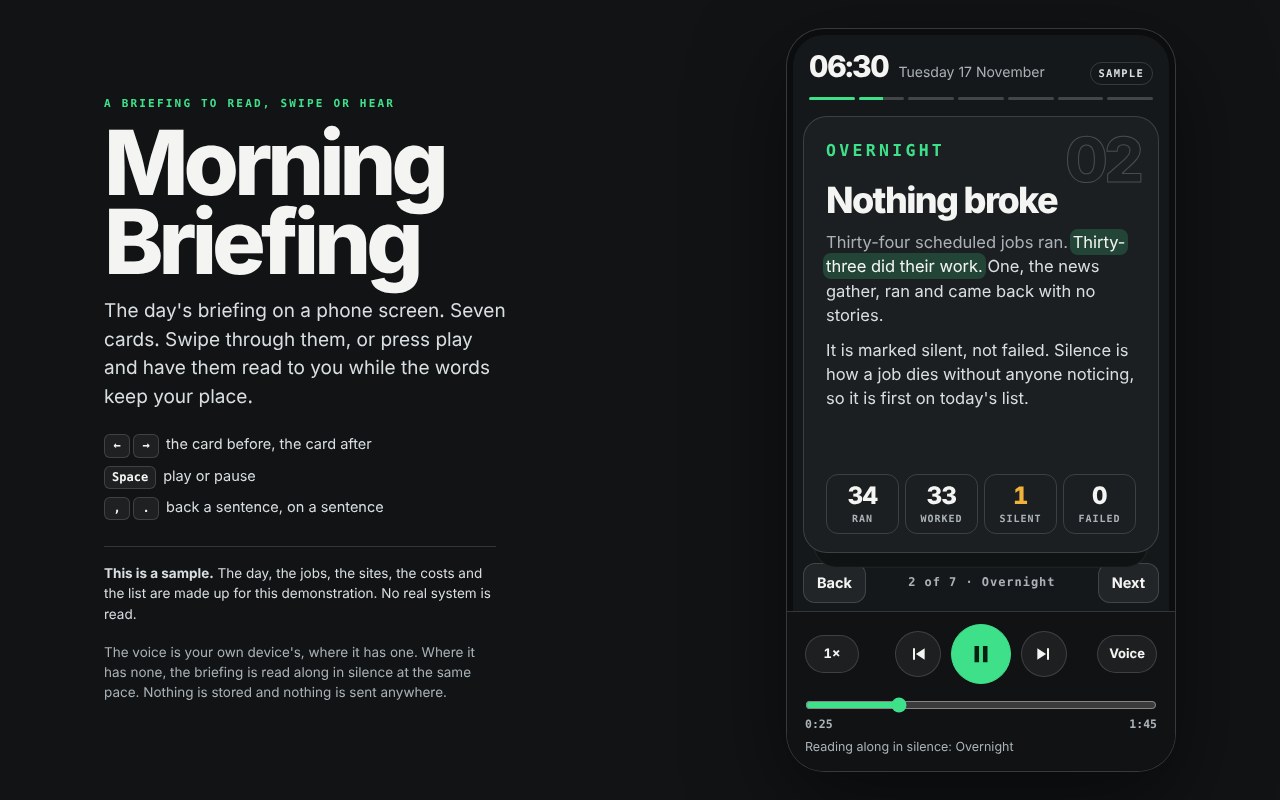 A BRIEFING TO READ, SWIPE OR HEAR
Morning
Briefing
The day's briefing on a phone screen. Seven
cards. Swipe through them, or press play
and have them read to you while the words
keep your place.
← → the card before, the card after
Space play or pause
, . back a sentence, on a sentence
This is a sample. The day, the jobs, the sites, the costs and
the list are made up for this demonstration. No real system is
read.
The voice is your own device's, where it has one. Where it
has none, the briefing is read along in silence at the same
pace. Nothing is stored and nothing is sent anywhere.
06:30 Tuesday 17 November SAMPLE
OVERNIGHT 02
Nothing broke
Thirty-four scheduled jobs ran. Thirty-
three did their work. One, the news
gather, ran and came back with no
stories.
It is marked silent, not failed. Silence is
how a job dies without anyone noticing,
so it is first on today's list.
34 33 1 0
RAN WORKED SILENT FAILED
Back 2 of 7 · Overnight Next
1× Voice
0:25 1:45
Reading along in silence: Overnight